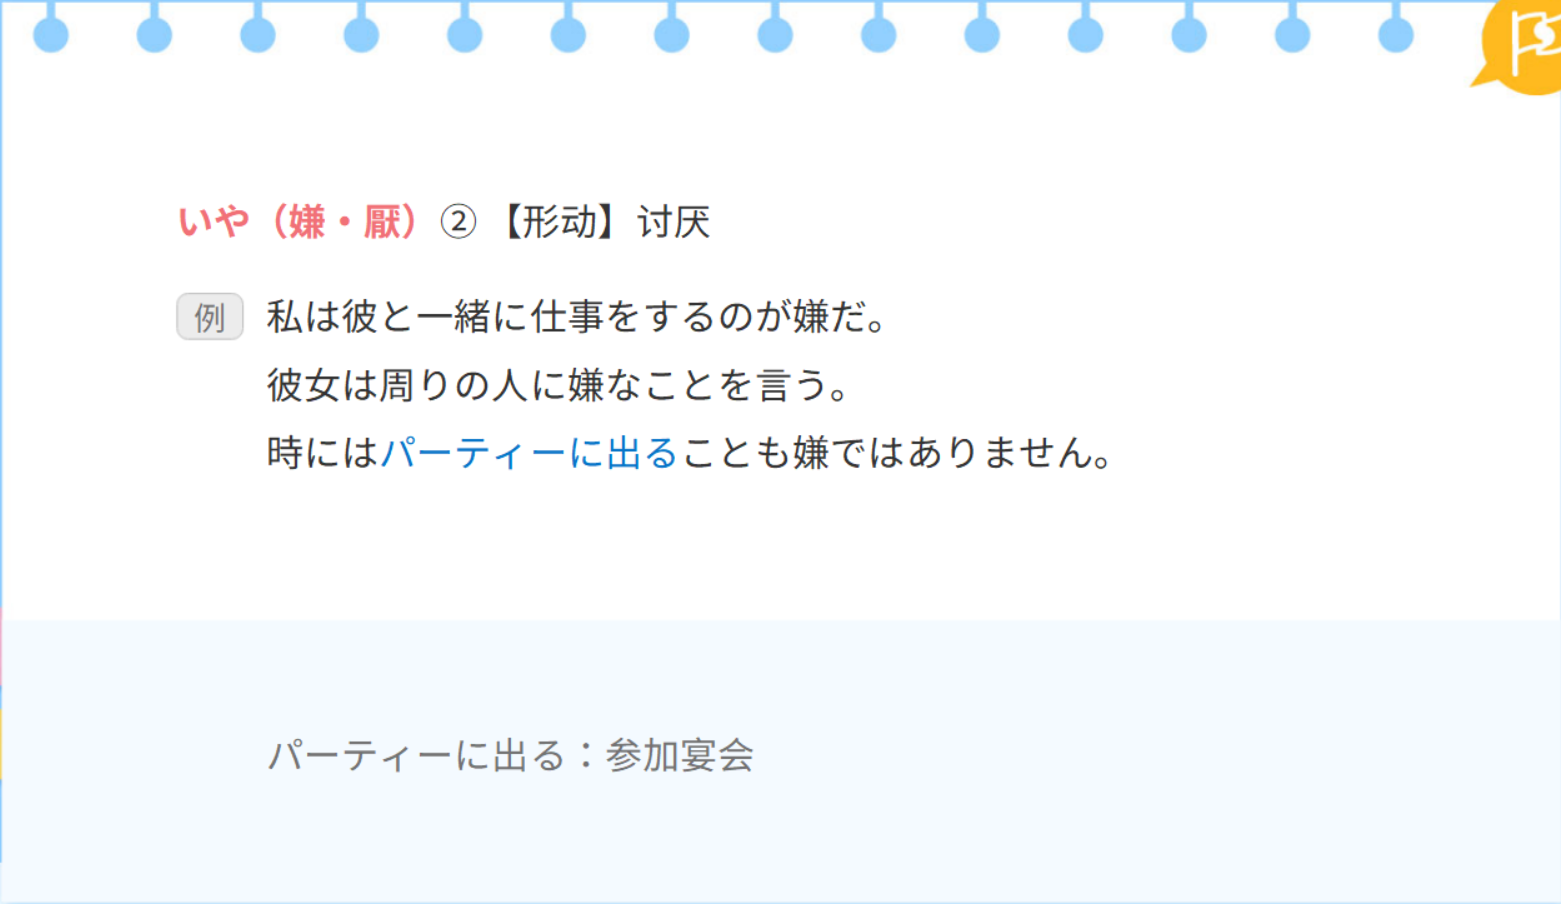 いや（嫌・厭）②【形动】讨厌
例 私は彼と一緒に仕事をするのが嫌だ。
彼女は周りの人に嫌なことを言う。
時にはパーティーに出ることも嫌ではありません。
パーティーに出る：参加宴会